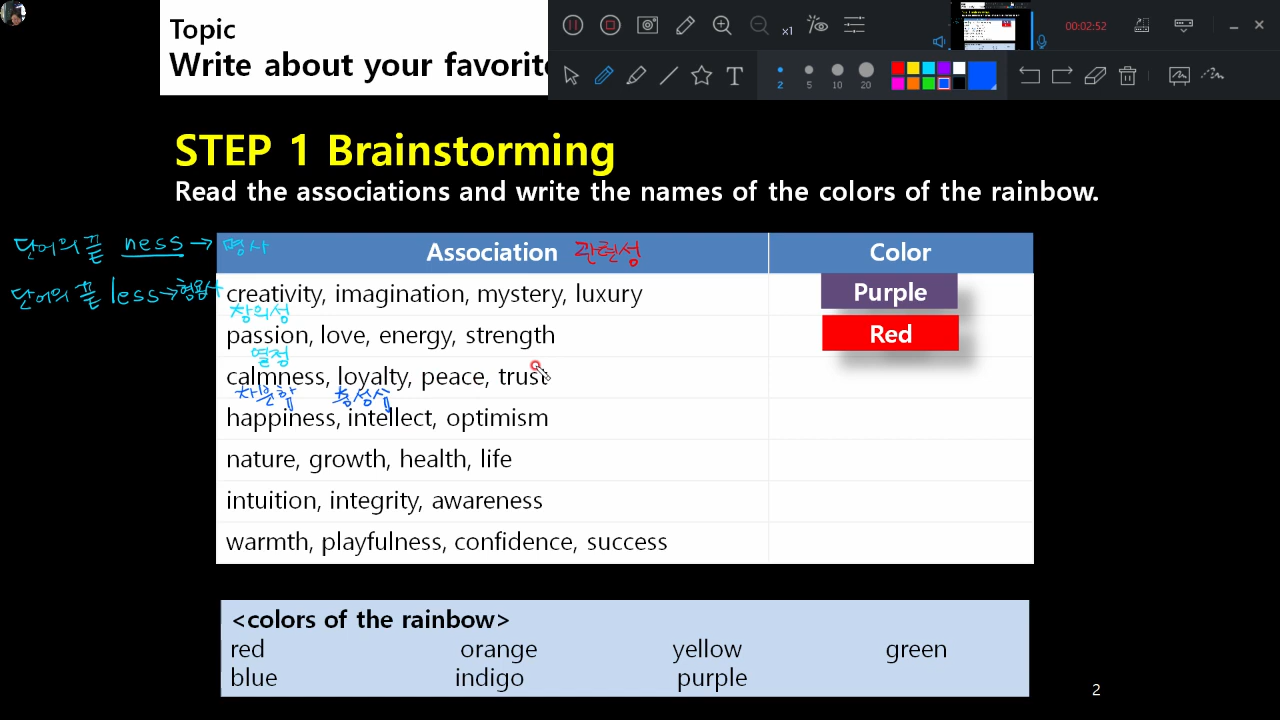 Topic
Write about your favorite
x1
00:02:52
T
2 5 10 20
STEP 1 Brainstorming
Read the associations and write the names of the colors of the rainbow.
단어의 끝 ness → 명사
단어의 끝 less → 형용사
Association 관련성 Color
creativity, imagination, mystery, luxury Purple
창의성
passion, love, energy, strength Red
열정
calmness, loyalty, peace, trust
차분함 충성심
happiness, intellect, optimism
nature, growth, health, life
intuition, integrity, awareness
warmth, playfulness, confidence, success
<colors of the rainbow>
red orange yellow green
blue indigo purple
2